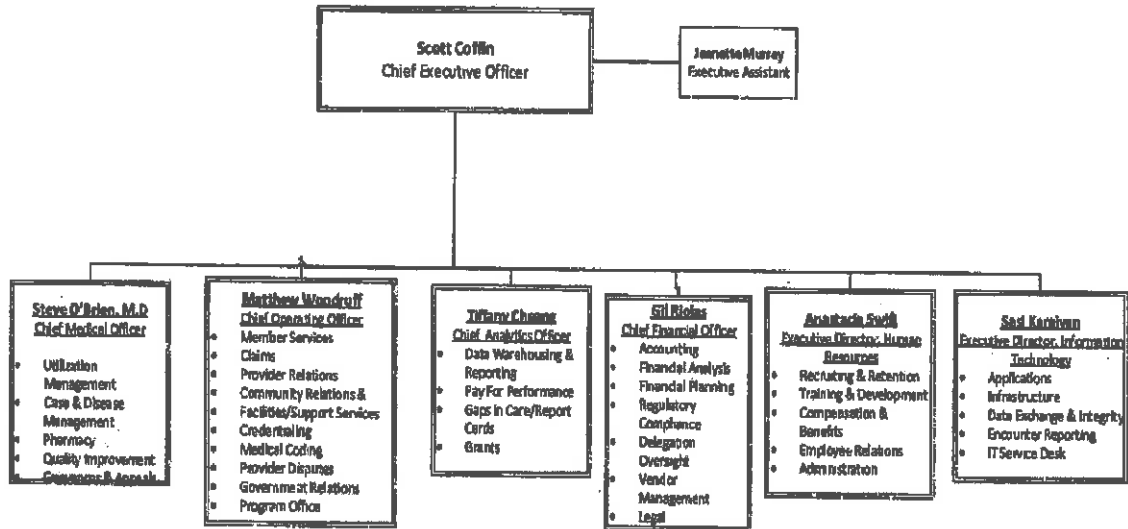 Scott Coffin
Chief Executive Officer
Jeanette Murray
Executive Assistant
Steve O'Brien, M.D
Chief Medical Officer
• Utilization
Management
• Case & Disease
Management
• Pharmacy
• Quality Improvement
• Grievances & Appeals
Matthew Woodruff
Chief Operating Officer
• Member Services
• Claims
• Provider Relations
• Community Relations &
• Facilities/Support Services
• Credentialing
• Medical Coding
• Provider Disputes
• Government Relations
• Program Office
Tiffany Cheang
Chief Analytics Officer
• Data Warehousing &
Reporting
• Pay For Performance
• Gaps in Care/Report
Cards
• Grants
Gil Riojas
Chief Financial Officer
• Accounting
• Financial Analysis
• Financial Planning
• Regulatory
Compliance
• Delegation
Oversight
• Vendor
Management
• Legal
Anastacia Swift
Executive Director, Human
Resources
• Recruiting & Retention
• Training & Development
• Compensation &
Benefits
• Employee Relations
• Administration
Sasi
Executive Director, Information
Technology
• Applications
• Infrastructure
• Data Exchange & Integrity
• Encounter Reporting
• IT Service Desk